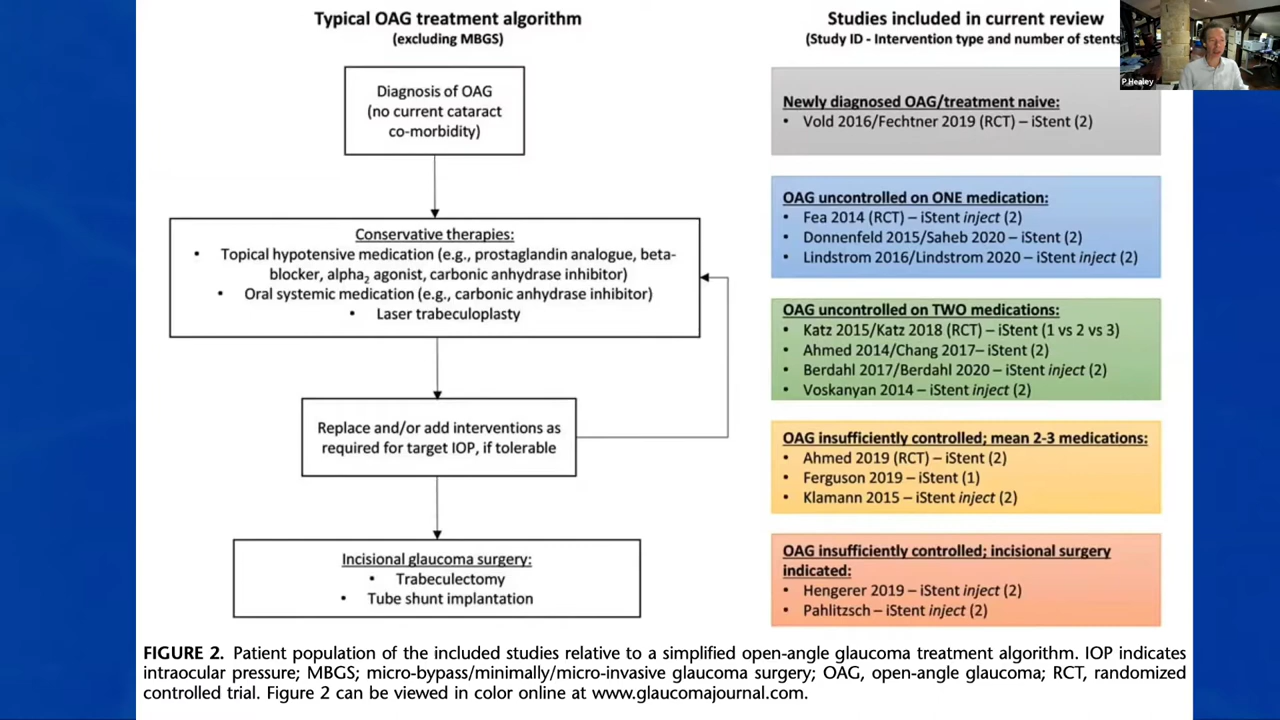 Typical OAG treatment algorithm
(excluding MBGS)
Diagnosis of OAG
(no current cataract
co-morbidity)
Conservative therapies:
• Topical hypotensive medication (e.g., prostaglandin analogue, beta-
blocker, alpha₂ agonist, carbonic anhydrase inhibitor)
• Oral systemic medication (e.g., carbonic anhydrase inhibitor)
• Laser trabeculoplasty
Replace and/or add interventions as
required for target IOP, if tolerable
Incisional glaucoma surgery:
• Trabeculectomy
• Tube shunt implantation
Studies included in current review
(Study ID - Intervention type and number of stents
P Healey
Newly diagnosed OAG/treatment naive:
• Vold 2016/Fechtner 2019 (RCT) – iStent (2)
OAG uncontrolled on ONE medication:
• Fea 2014 (RCT) – iStent inject (2)
• Donnenfeld 2015/Saheb 2020 – iStent (2)
• Lindstrom 2016/Lindstrom 2020 – iStent inject (2)
OAG uncontrolled on TWO medications:
• Katz 2015/Katz 2018 (RCT) – iStent (1 vs 2 vs 3)
• Ahmed 2014/Chang 2017– iStent (2)
• Berdahl 2017/Berdahl 2020 – iStent inject (2)
• Voskanyan 2014 – iStent inject (2)
OAG insufficiently controlled; mean 2-3 medications:
• Ahmed 2019 (RCT) – iStent (2)
• Ferguson 2019 – iStent (1)
• Klamann 2015 – iStent inject (2)
OAG insufficiently controlled; incisional surgery
indicated:
• Hengerer 2019 – iStent inject (2)
• Pahlitzsch – iStent inject (2)
FIGURE 2. Patient population of the included studies relative to a simplified open-angle glaucoma treatment algorithm. IOP indicates
intraocular pressure; MBGS; micro-bypass/minimally/micro-invasive glaucoma surgery; OAG, open-angle glaucoma; RCT, randomized
controlled trial. Figure 2 can be viewed in color online at www.glaucomajournal.com.